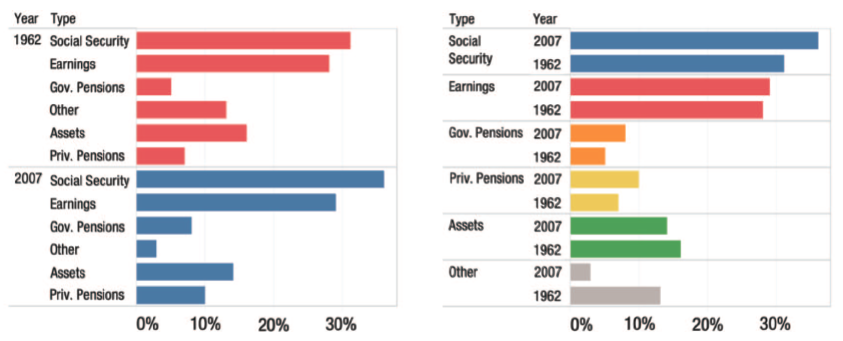 Year Type
1962 Social Security
Earnings
Gov. Pensions
Other
Assets
Priv. Pensions
2007 Social Security
Earnings
Gov. Pensions
Other
Assets
Priv. Pensions
0% 10% 20% 30%
Type Year
Social Security 2007
1962
Earnings 2007
1962
Gov. Pensions 2007
1962
Priv. Pensions 2007
1962
Assets 2007
1962
Other 2007
1962
0% 10% 20% 30%